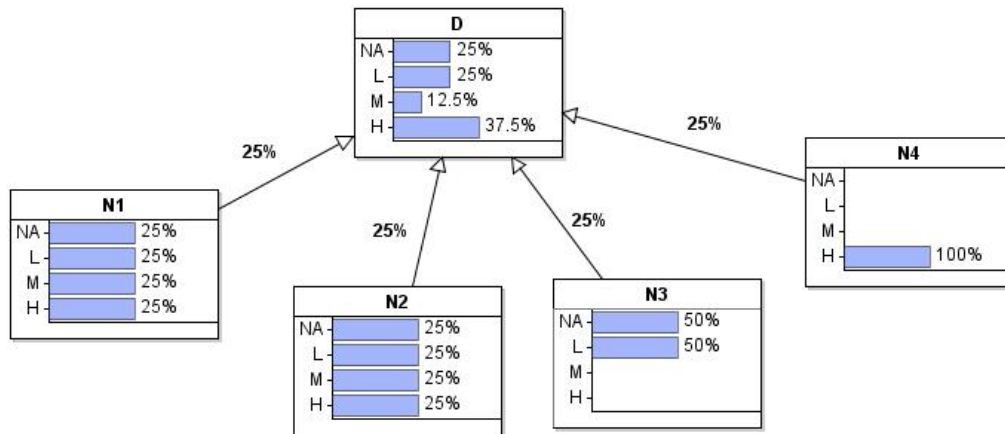 D
NA 25%
L 25%
M 12.5%
H 37.5%
25%
25%
25%
25%
N1
NA 25%
L 25%
M 25%
H 25%
N2
NA 25%
L 25%
M 25%
H 25%
N3
NA 50%
L 50%
M
H
N4
NA
L
M
H 100%